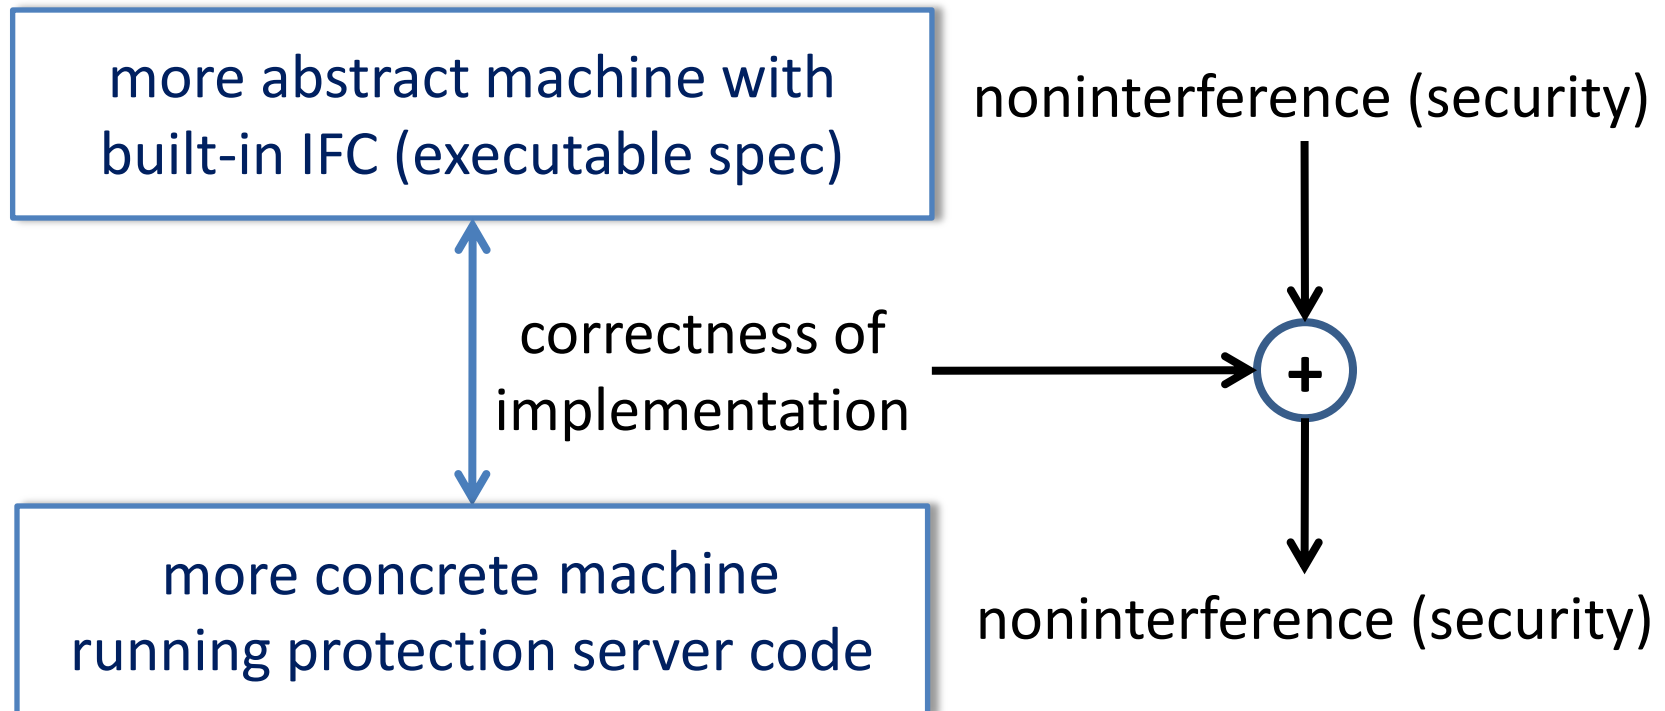 more abstract machine with
built-in IFC (executable spec)
noninterference (security)
correctness of
implementation
+
more concrete machine
running protection server code
noninterference (security)